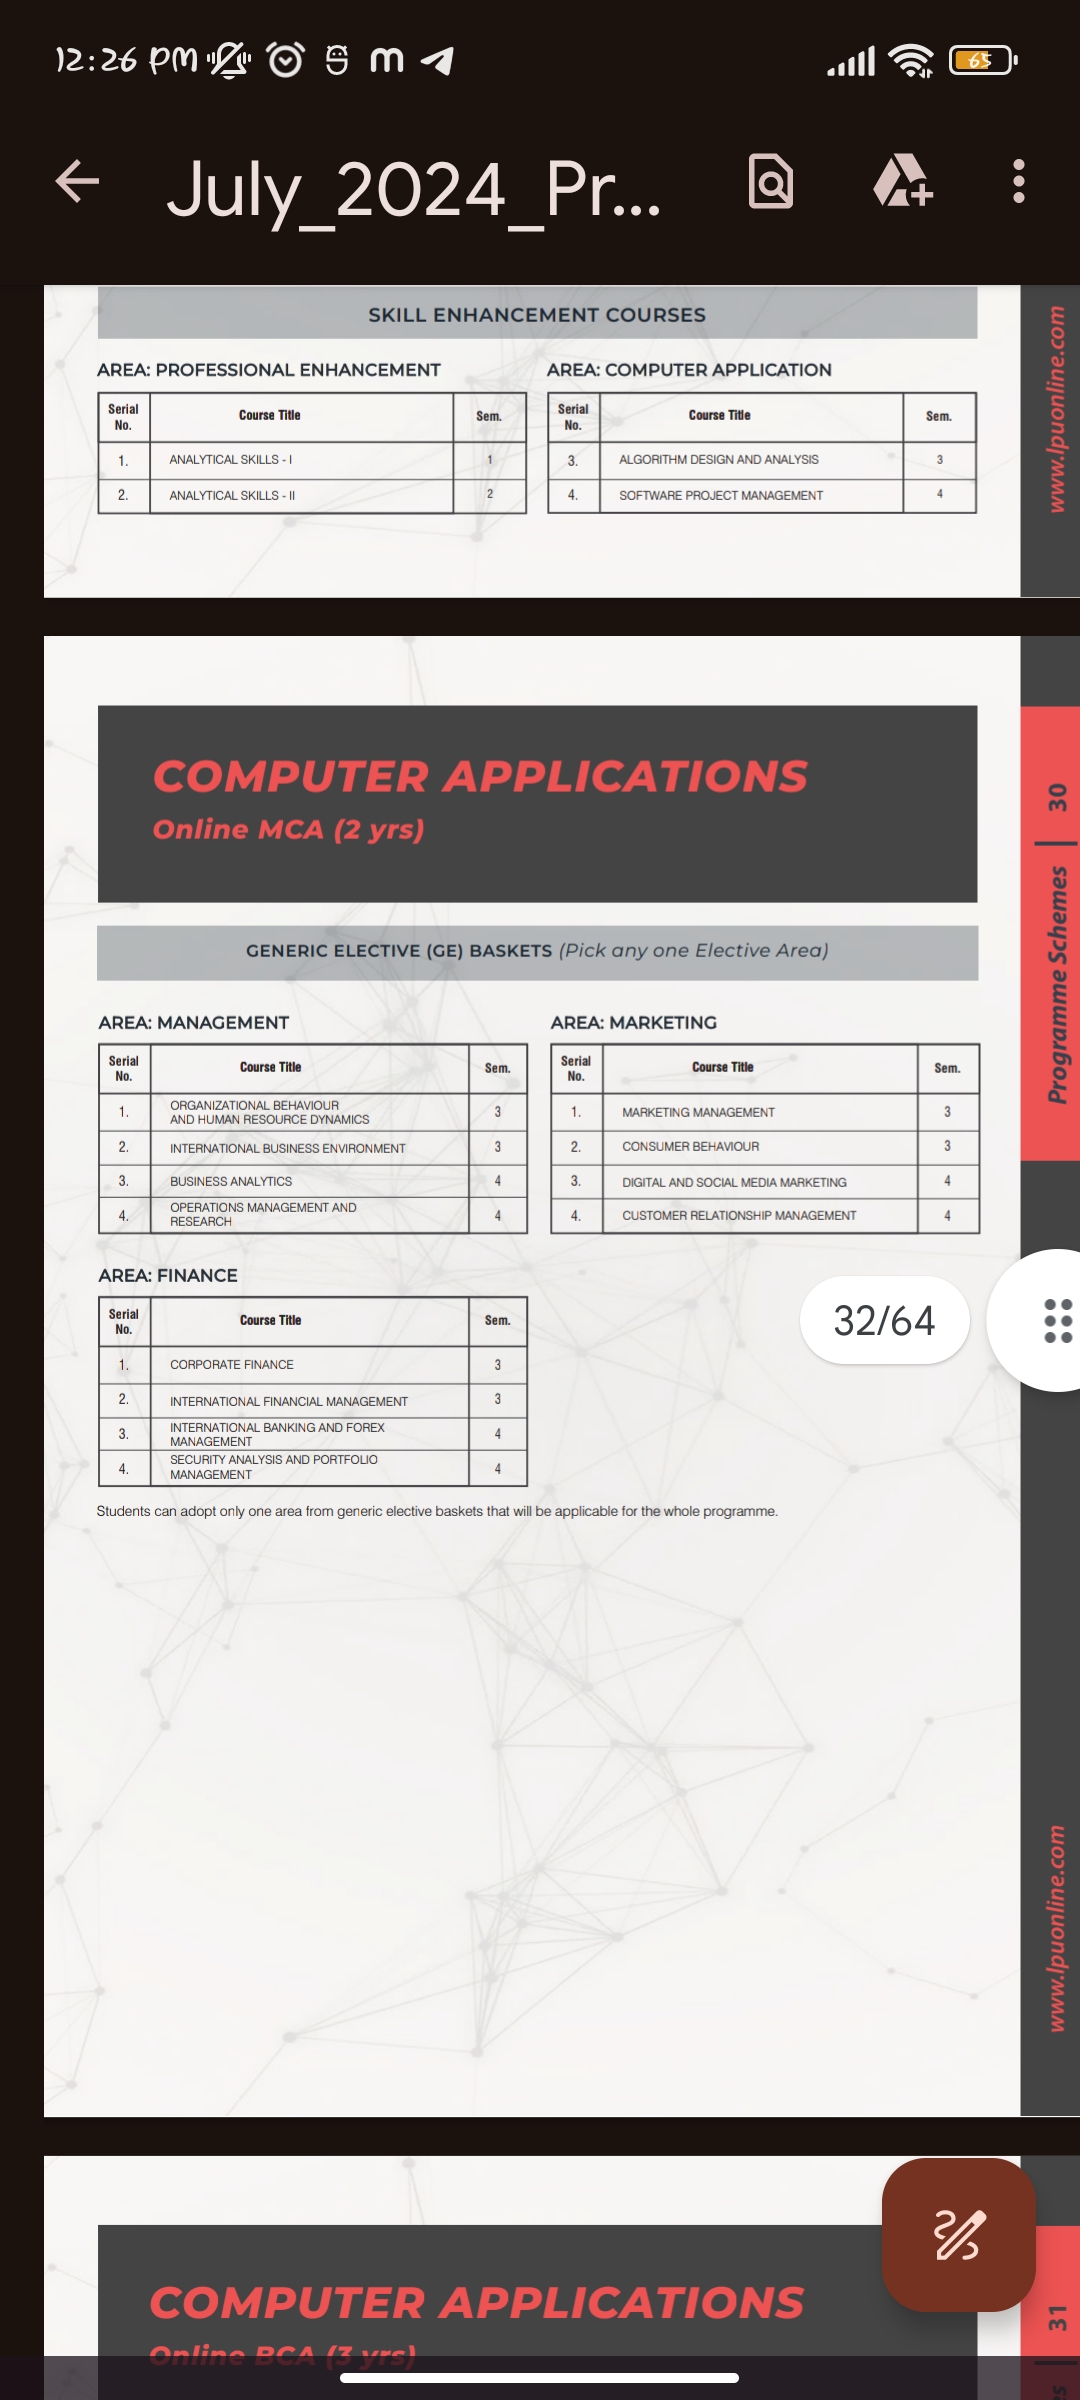 12:26 PM
65
July_2024_Pr...
SKILL ENHANCEMENT COURSES
AREA: PROFESSIONAL ENHANCEMENT
Serial No. Course Title Sem.
1. ANALYTICAL SKILLS - I 1
2. ANALYTICAL SKILLS - II 2
AREA: COMPUTER APPLICATION
Serial No. Course Title Sem.
3. ALGORITHM DESIGN AND ANALYSIS 3
4. SOFTWARE PROJECT MANAGEMENT 4
www.lpuonline.com
COMPUTER APPLICATIONS
Online MCA (2 yrs)
30
Programme Schemes
GENERIC ELECTIVE (GE) BASKETS (Pick any one Elective Area)
AREA: MANAGEMENT
Serial No. Course Title Sem.
1. ORGANIZATIONAL BEHAVIOUR
AND HUMAN RESOURCE DYNAMICS 3
2. INTERNATIONAL BUSINESS ENVIRONMENT 3
3. BUSINESS ANALYTICS 4
4. OPERATIONS MANAGEMENT AND
RESEARCH 4
AREA: MARKETING
Serial No. Course Title Sem.
1. MARKETING MANAGEMENT 3
2. CONSUMER BEHAVIOUR 3
3. DIGITAL AND SOCIAL MEDIA MARKETING 4
4. CUSTOMER RELATIONSHIP MANAGEMENT 4
AREA: FINANCE
Serial No. Course Title Sem.
1. CORPORATE FINANCE 3
2. INTERNATIONAL FINANCIAL MANAGEMENT 3
3. INTERNATIONAL BANKING AND FOREX
MANAGEMENT 4
4. SECURITY ANALYSIS AND PORTFOLIO
MANAGEMENT 4
32/64
Students can adopt only one area from generic elective baskets that will be applicable for the whole programme.
www.lpuonline.com
COMPUTER APPLICATIONS
Online BCA (3 yrs)
31